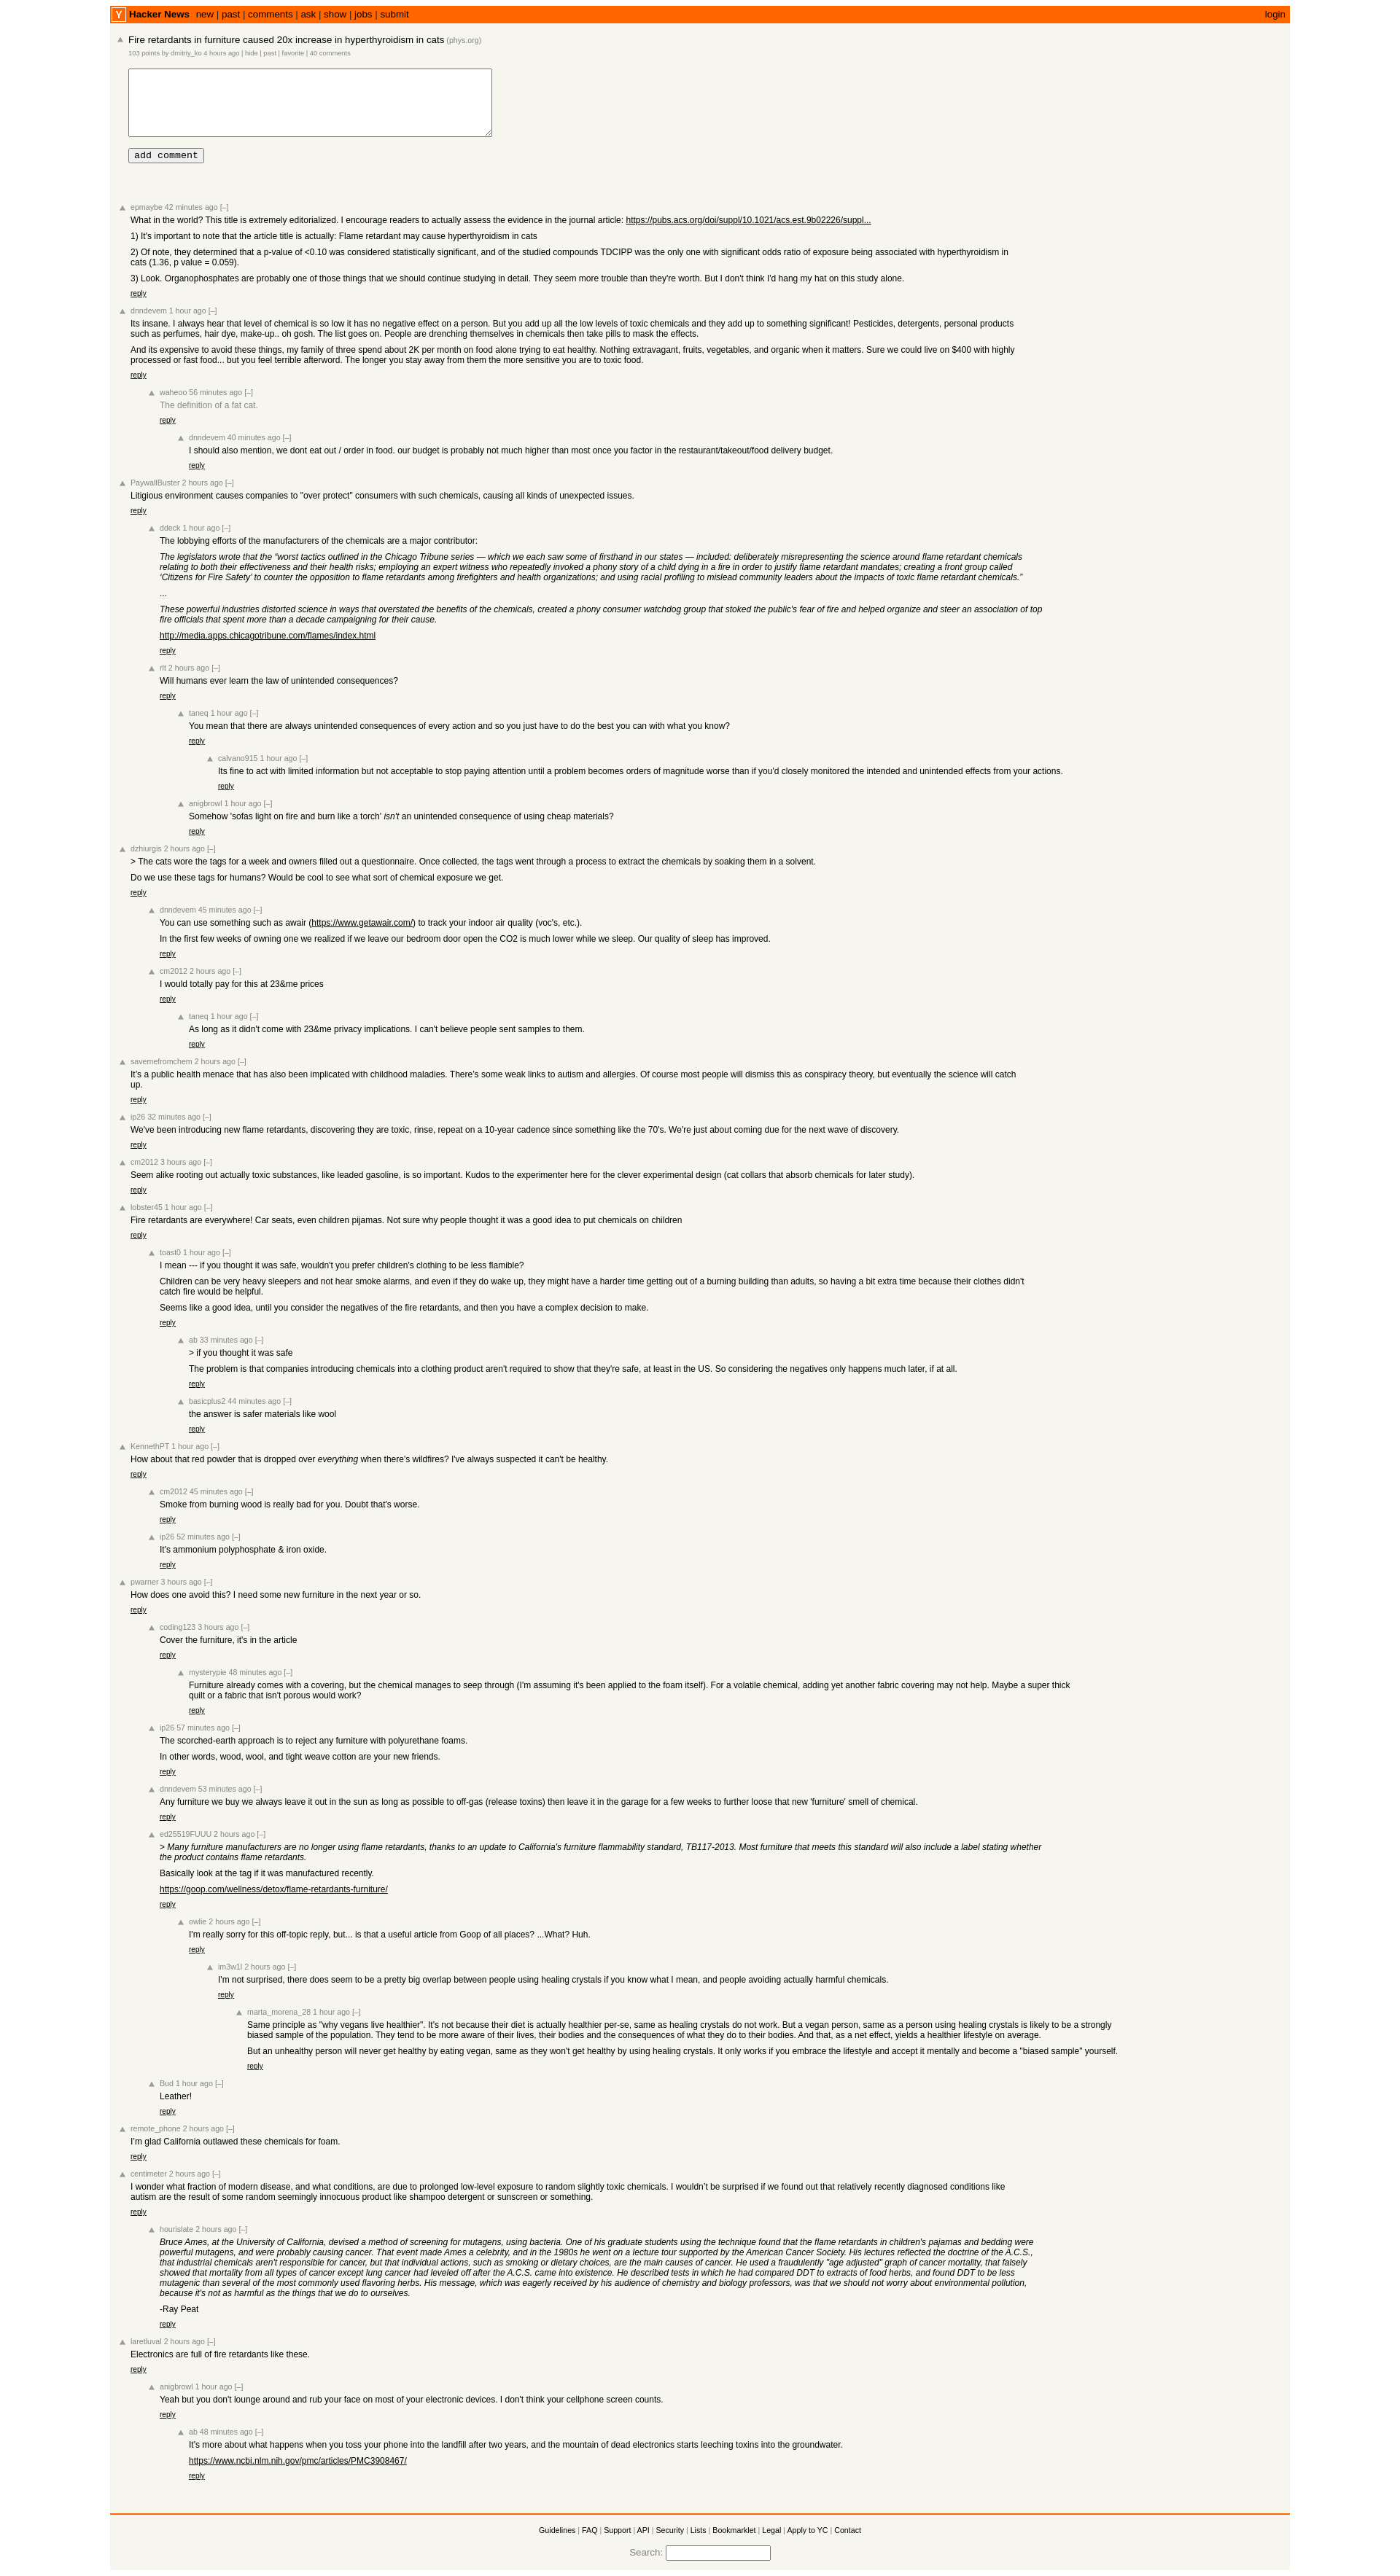 Y Hacker News new | past | comments | ask | show | jobs | submit login
Fire retardants in furniture caused 20x increase in hyperthyroidism in cats (phys.org)
103 points by dmitriy_ko 4 hours ago | hide | past | favorite | 40 comments
add comment
epmaybe 42 minutes ago [–]
What in the world? This title is extremely editorialized. I encourage readers to actually assess the evidence in the journal article: https://pubs.acs.org/doi/suppl/10.1021/acs.est.9b02226/suppl...
1) It's important to note that the article title is actually: Flame retardant may cause hyperthyroidism in cats
2) Of note, they determined that a p-value of <0.10 was considered statistically significant, and of the studied compounds TDCIPP was the only one with significant odds ratio of exposure being associated with hyperthyroidism in
cats (1.36, p value = 0.059).
3) Look. Organophosphates are probably one of those things that we should continue studying in detail. They seem more trouble than they're worth. But I don't think I'd hang my hat on this study alone.
reply
dnndevem 1 hour ago [–]
Its insane. I always hear that level of chemical is so low it has no negative effect on a person. But you add up all the low levels of toxic chemicals and they add up to something significant! Pesticides, detergents, personal products
such as perfumes, hair dye, make-up.. oh gosh. The list goes on. People are drenching themselves in chemicals then take pills to mask the effects.
And its expensive to avoid these things, my family of three spend about 2K per month on food alone trying to eat healthy. Nothing extravagant, fruits, vegetables, and organic when it matters. Sure we could live on $400 with highly
processed or fast food... but you feel terrible afterword. The longer you stay away from them the more sensitive you are to toxic food.
reply
waheoo 56 minutes ago [–]
The definition of a fat cat.
reply
dnndevem 40 minutes ago [–]
I should also mention, we dont eat out / order in food. our budget is probably not much higher than most once you factor in the restaurant/takeout/food delivery budget.
reply
PaywallBuster 2 hours ago [–]
Litigious environment causes companies to "over protect" consumers with such chemicals, causing all kinds of unexpected issues.
reply
ddeck 1 hour ago [–]
The lobbying efforts of the manufacturers of the chemicals are a major contributor:
The legislators wrote that the “worst tactics outlined in the Chicago Tribune series — which we each saw some of firsthand in our states — included: deliberately misrepresenting the science around flame retardant chemicals
relating to both their effectiveness and their health risks; employing an expert witness who repeatedly invoked a phony story of a child dying in a fire in order to justify flame retardant mandates; creating a front group called
‘Citizens for Fire Safety’ to counter the opposition to flame retardants among firefighters and health organizations; and using racial profiling to mislead community leaders about the impacts of toxic flame retardant chemicals.”
...
These powerful industries distorted science in ways that overstated the benefits of the chemicals, created a phony consumer watchdog group that stoked the public's fear of fire and helped organize and steer an association of top
fire officials that spent more than a decade campaigning for their cause.
http://media.apps.chicagotribune.com/flames/index.html
reply
rlt 2 hours ago [–]
Will humans ever learn the law of unintended consequences?
reply
taneq 1 hour ago [–]
You mean that there are always unintended consequences of every action and so you just have to do the best you can with what you know?
reply
calvano915 1 hour ago [–]
Its fine to act with limited information but not acceptable to stop paying attention until a problem becomes orders of magnitude worse than if you'd closely monitored the intended and unintended effects from your actions.
reply
anigbrowl 1 hour ago [–]
Somehow 'sofas light on fire and burn like a torch' isn't an unintended consequence of using cheap materials?
reply
dzhiurgis 2 hours ago [–]
> The cats wore the tags for a week and owners filled out a questionnaire. Once collected, the tags went through a process to extract the chemicals by soaking them in a solvent.
Do we use these tags for humans? Would be cool to see what sort of chemical exposure we get.
reply
dnndevem 45 minutes ago [–]
You can use something such as awair (https://www.getawair.com/) to track your indoor air quality (voc's, etc.).
In the first few weeks of owning one we realized if we leave our bedroom door open the CO2 is much lower while we sleep. Our quality of sleep has improved.
reply
cm2012 2 hours ago [–]
I would totally pay for this at 23&me prices
reply
taneq 1 hour ago [–]
As long as it didn't come with 23&me privacy implications. I can't believe people sent samples to them.
reply
savemefromchem 2 hours ago [–]
It’s a public health menace that has also been implicated with childhood maladies. There’s some weak links to autism and allergies. Of course most people will dismiss this as conspiracy theory, but eventually the science will catch
up.
reply
ip26 32 minutes ago [–]
We've been introducing new flame retardants, discovering they are toxic, rinse, repeat on a 10-year cadence since something like the 70's. We're just about coming due for the next wave of discovery.
reply
cm2012 3 hours ago [–]
Seem alike rooting out actually toxic substances, like leaded gasoline, is so important. Kudos to the experimenter here for the clever experimental design (cat collars that absorb chemicals for later study).
reply
lobster45 1 hour ago [–]
Fire retardants are everywhere! Car seats, even children pijamas. Not sure why people thought it was a good idea to put chemicals on children
reply
toast0 1 hour ago [–]
I mean --- if you thought it was safe, wouldn't you prefer children's clothing to be less flamible?
Children can be very heavy sleepers and not hear smoke alarms, and even if they do wake up, they might have a harder time getting out of a burning building than adults, so having a bit extra time because their clothes didn't
catch fire would be helpful.
Seems like a good idea, until you consider the negatives of the fire retardants, and then you have a complex decision to make.
reply
ab 33 minutes ago [–]
> if you thought it was safe
The problem is that companies introducing chemicals into a clothing product aren't required to show that they're safe, at least in the US. So considering the negatives only happens much later, if at all.
reply
basicplus2 44 minutes ago [–]
the answer is safer materials like wool
reply
KennethPT 1 hour ago [–]
How about that red powder that is dropped over everything when there's wildfires? I've always suspected it can't be healthy.
reply
cm2012 45 minutes ago [–]
Smoke from burning wood is really bad for you. Doubt that's worse.
reply
ip26 52 minutes ago [–]
It's ammonium polyphosphate & iron oxide.
reply
pwarner 3 hours ago [–]
How does one avoid this? I need some new furniture in the next year or so.
reply
coding123 3 hours ago [–]
Cover the furniture, it's in the article
reply
mysterypie 48 minutes ago [–]
Furniture already comes with a covering, but the chemical manages to seep through (I'm assuming it's been applied to the foam itself). For a volatile chemical, adding yet another fabric covering may not help. Maybe a super thick
quilt or a fabric that isn't porous would work?
reply
ip26 57 minutes ago [–]
The scorched-earth approach is to reject any furniture with polyurethane foams.
In other words, wood, wool, and tight weave cotton are your new friends.
reply
dnndevem 53 minutes ago [–]
Any furniture we buy we always leave it out in the sun as long as possible to off-gas (release toxins) then leave it in the garage for a few weeks to further loose that new 'furniture' smell of chemical.
reply
ed25519FUUU 2 hours ago [–]
> Many furniture manufacturers are no longer using flame retardants, thanks to an update to California's furniture flammability standard, TB117-2013. Most furniture that meets this standard will also include a label stating whether
the product contains flame retardants.
Basically look at the tag if it was manufactured recently.
https://goop.com/wellness/detox/flame-retardants-furniture/
reply
owlie 2 hours ago [–]
I'm really sorry for this off-topic reply, but... is that a useful article from Goop of all places? ...What? Huh.
reply
im3w1l 2 hours ago [–]
I'm not surprised, there does seem to be a pretty big overlap between people using healing crystals if you know what I mean, and people avoiding actually harmful chemicals.
reply
marta_morena_28 1 hour ago [–]
Same principle as "why vegans live healthier". It's not because their diet is actually healthier per-se, same as healing crystals do not work. But a vegan person, same as a person using healing crystals is likely to be a strongly
biased sample of the population. They tend to be more aware of their lives, their bodies and the consequences of what they do to their bodies. And that, as a net effect, yields a healthier lifestyle on average.
But an unhealthy person will never get healthy by eating vegan, same as they won't get healthy by using healing crystals. It only works if you embrace the lifestyle and accept it mentally and become a "biased sample" yourself.
reply
Bud 1 hour ago [–]
Leather!
reply
remote_phone 2 hours ago [–]
I'm glad California outlawed these chemicals for foam.
reply
centimeter 2 hours ago [–]
I wonder what fraction of modern disease, and what conditions, are due to prolonged low-level exposure to random slightly toxic chemicals. I wouldn’t be surprised if we found out that relatively recently diagnosed conditions like
autism are the result of some random seemingly innocuous product like shampoo detergent or sunscreen or something.
reply
hourislate 2 hours ago [–]
Bruce Ames, at the University of California, devised a method of screening for mutagens, using bacteria. One of his graduate students using the technique found that the flame retardants in children's pajamas and bedding were
powerful mutagens, and were probably causing cancer. That event made Ames a celebrity, and in the 1980s he went on a lecture tour supported by the American Cancer Society. His lectures reflected the doctrine of the A.C.S.,
that industrial chemicals aren't responsible for cancer, but that individual actions, such as smoking or dietary choices, are the main causes of cancer. He used a fraudulently "age adjusted" graph of cancer mortality, that falsely
showed that mortality from all types of cancer except lung cancer had leveled off after the A.C.S. came into existence. He described tests in which he had compared DDT to extracts of food herbs, and found DDT to be less
mutagenic than several of the most commonly used flavoring herbs. His message, which was eagerly received by his audience of chemistry and biology professors, was that we should not worry about environmental pollution,
because it's not as harmful as the things that we do to ourselves.
-Ray Peat
reply
laretluval 2 hours ago [–]
Electronics are full of fire retardants like these.
reply
anigbrowl 1 hour ago [–]
Yeah but you don't lounge around and rub your face on most of your electronic devices. I don't think your cellphone screen counts.
reply
ab 48 minutes ago [–]
It's more about what happens when you toss your phone into the landfill after two years, and the mountain of dead electronics starts leeching toxins into the groundwater.
https://www.ncbi.nlm.nih.gov/pmc/articles/PMC3908467/
reply
Guidelines | FAQ | Support | API | Security | Lists | Bookmarklet | Legal | Apply to YC | Contact
Search: